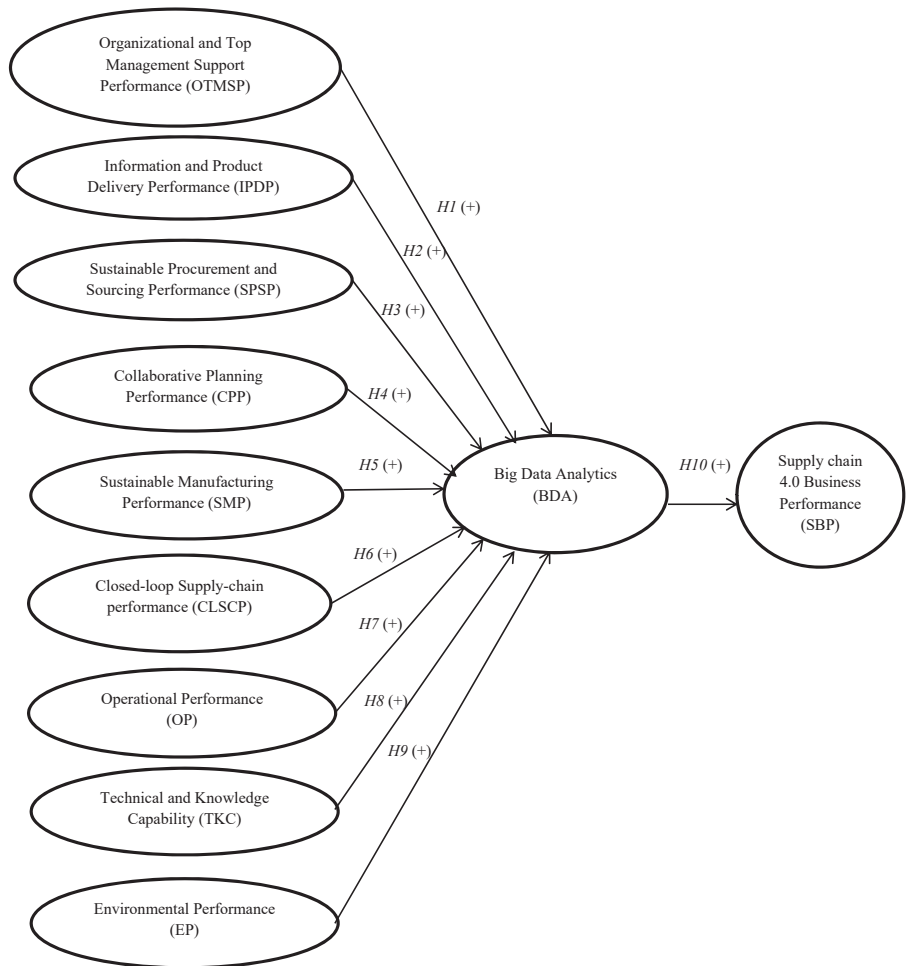 Organizational and Top
Management Support
Performance (OTMSP)
Information and Product
Delivery Performance (IPDP)
Sustainable Procurement and
Sourcing Performance (SPSP)
Collaborative Planning
Performance (CPP)
Sustainable Manufacturing
Performance (SMP)
Closed-loop Supply-chain
performance (CLSCP)
Operational Performance
(OP)
Technical and Knowledge
Capability (TKC)
Environmental Performance
(EP)
H1 (+)
H2 (+)
H3 (+)
H4 (+)
H5 (+)
H6 (+)
H7 (+)
H8 (+)
H9 (+)
Big Data Analytics
(BDA)
H10 (+)
Supply chain
4.0 Business
Performance
(SBP)